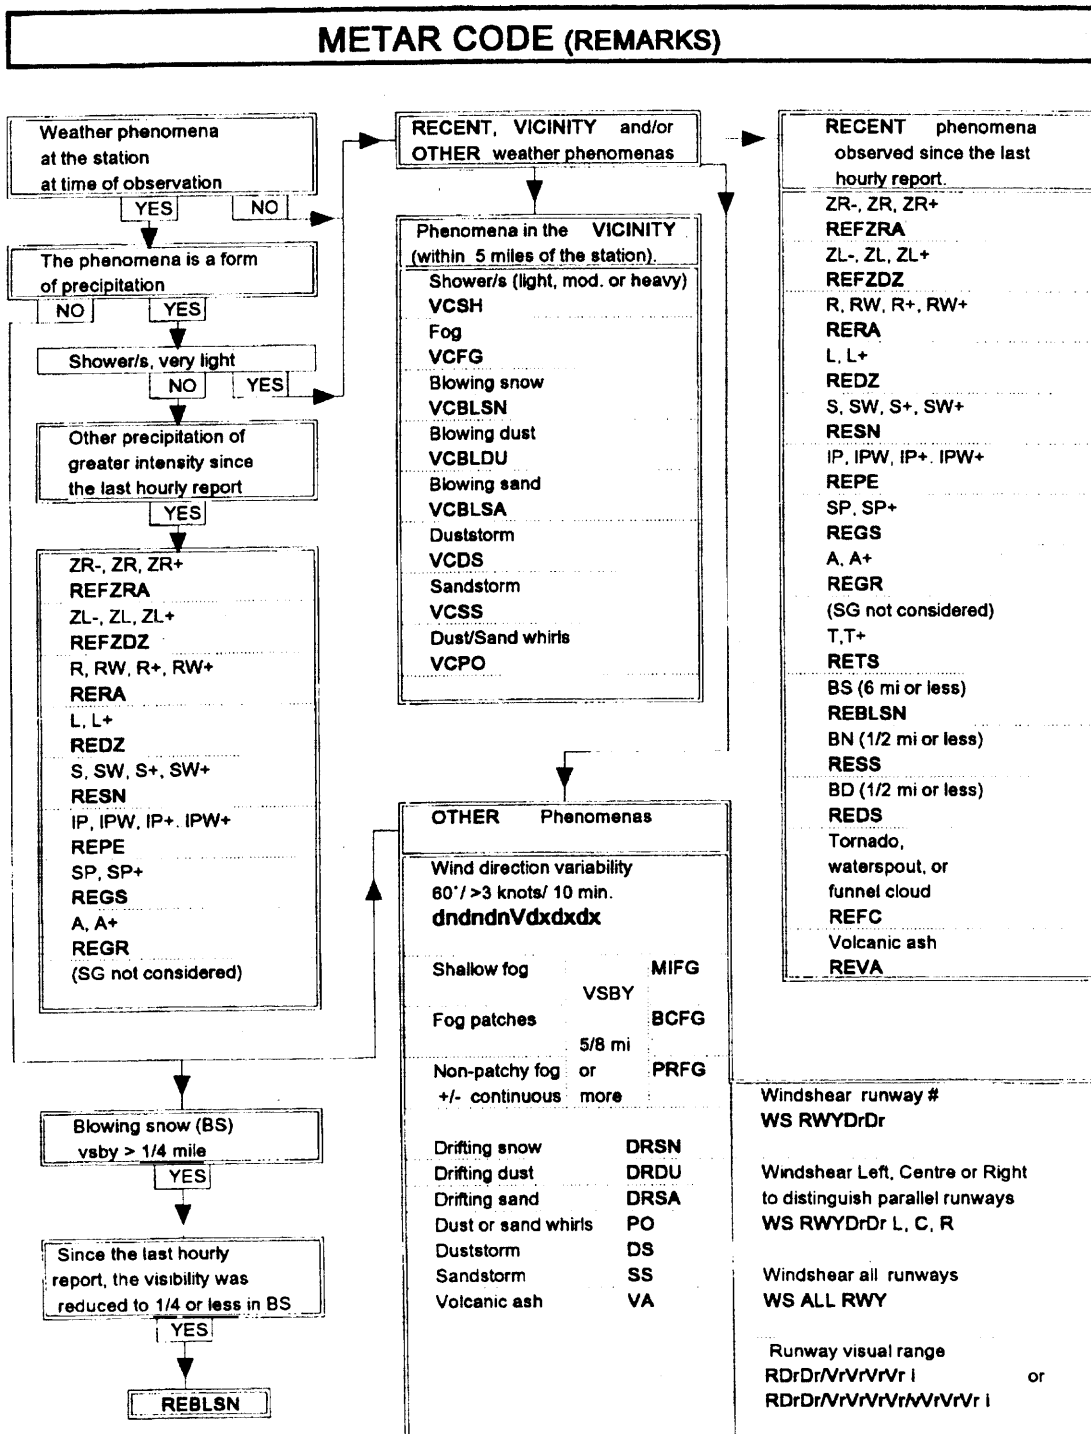 METAR CODE (REMARKS)
Weather phenomena
at the station
at time of observation
YES
NO
The phenomena is a form
of precipitation
NO
YES
Shower/s, very light
NO
YES
Other precipitation of
greater intensity since
the last hourly report
YES
ZR-, ZR, ZR+
REFZRA
ZL-, ZL, ZL+
REFZDZ
R, RW, R+, RW+
RERA
L, L+
REDZ
S, SW, S+, SW+
RESN
IP, IPW, IP+. IPW+
REPE
SP, SP+
REGS
A, A+
REGR
(SG not considered)
Blowing snow (BS)
vsby > 1/4 mile
YES
Since the last hourly
report, the visibility was
reduced to 1/4 or less in BS
YES
REBLSN
RECENT, VICINITY and/or
OTHER weather phenomenas
Phenomena in the VICINITY
(within 5 miles of the station).
Shower/s (light, mod. or heavy)
VCSH
Fog
VCFG
Blowing snow
VCBLSN
Blowing dust
VCBLDU
Blowing sand
VCBLSA
Duststorm
VCDS
Sandstorm
VCSS
Dust/Sand whirls
VCPO
OTHER Phenomenas
Wind direction variability
60°/ >3 knots/ 10 min.
dndndnVdxdxdx
Shallow fog MIFG
VSBY
Fog patches BCFG
5/8 mi
Non-patchy fog or PRFG
+/- continuous more
Drifting snow DRSN
Drifting dust DRDU
Drifting sand DRSA
Dust or sand whirls PO
Duststorm DS
Sandstorm SS
Volcanic ash VA
RECENT phenomena
observed since the last
hourly report.
ZR-, ZR, ZR+
REFZRA
ZL-, ZL, ZL+
REFZDZ
R, RW, R+, RW+
RERA
L, L+
REDZ
S, SW, S+, SW+
RESN
IP, IPW, IP+. IPW+
REPE
SP, SP+
REGS
A, A+
REGR
(SG not considered)
T,T+
RETS
BS (6 mi or less)
REBLSN
BN (1/2 mi or less)
RESS
BD (1/2 mi or less)
REDS
Tornado,
waterspout, or
funnel cloud
REFC
Volcanic ash
REVA
Windshear runway #
WS RWYDrDr
Windshear Left, Centre or Right
to distinguish parallel runways
WS RWYDrDr L, C, R
Windshear all runways
WS ALL RWY
Runway visual range
RDrDr/VrVrVrVr i or
RDrDr/VrVrVrVr/vVrVrVr i